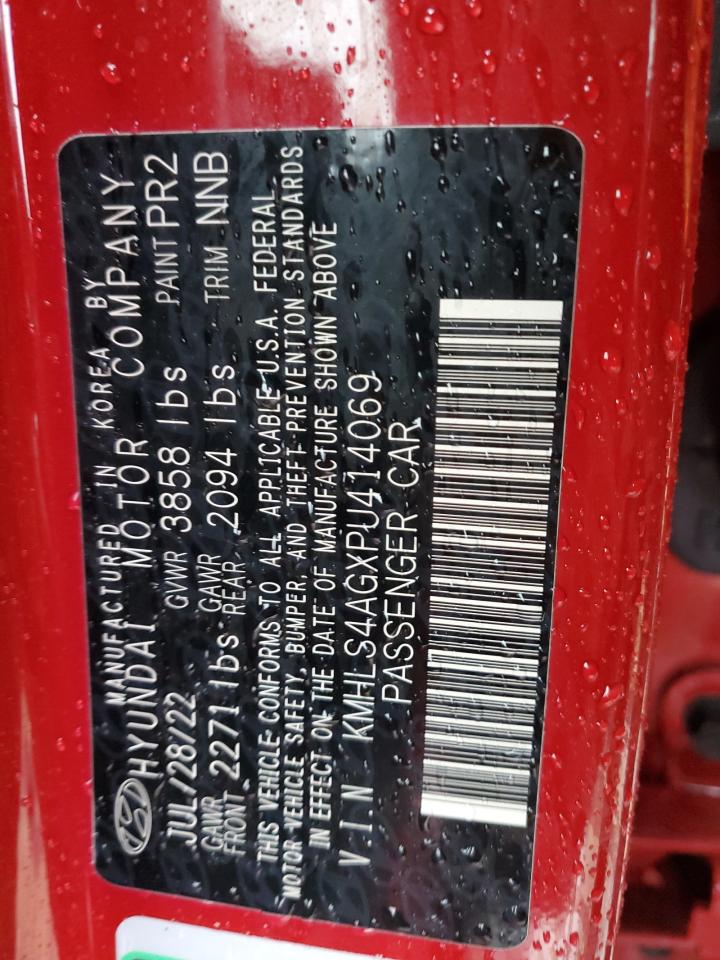 MANUFACTURED IN KOREA BY
HYUNDAI MOTOR COMPANY
JUL/28/22 GVWR 3858 lbs PAINT PR2
GAWR FRONT 2271 lbs GAWR REAR 2094 lbs TRIM NNB
THIS VEHICLE CONFORMS TO ALL APPLICABLE U.S.A. FEDERAL
MOTOR VEHICLE SAFETY, BUMPER, AND THEFT PREVENTION STANDARDS
IN EFFECT ON THE DATE OF MANUFACTURE SHOWN ABOVE
V.I.N KMHLS4AGXPU414069
PASSENGER CAR